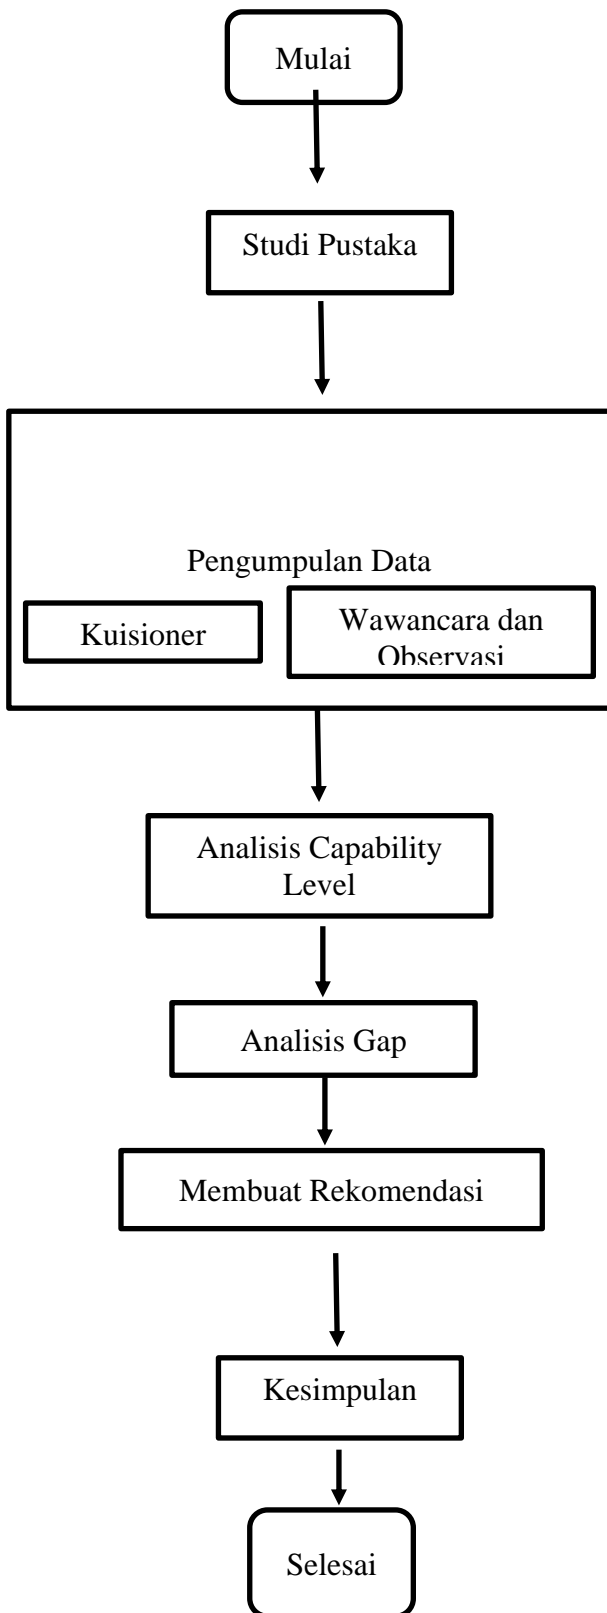 Mulai
Studi Pustaka
Pengumpulan Data
Kuisioner
Wawancara dan
Observasi
Analisis Capability
Level
Analisis Gap
Membuat Rekomendasi
Kesimpulan
Selesai